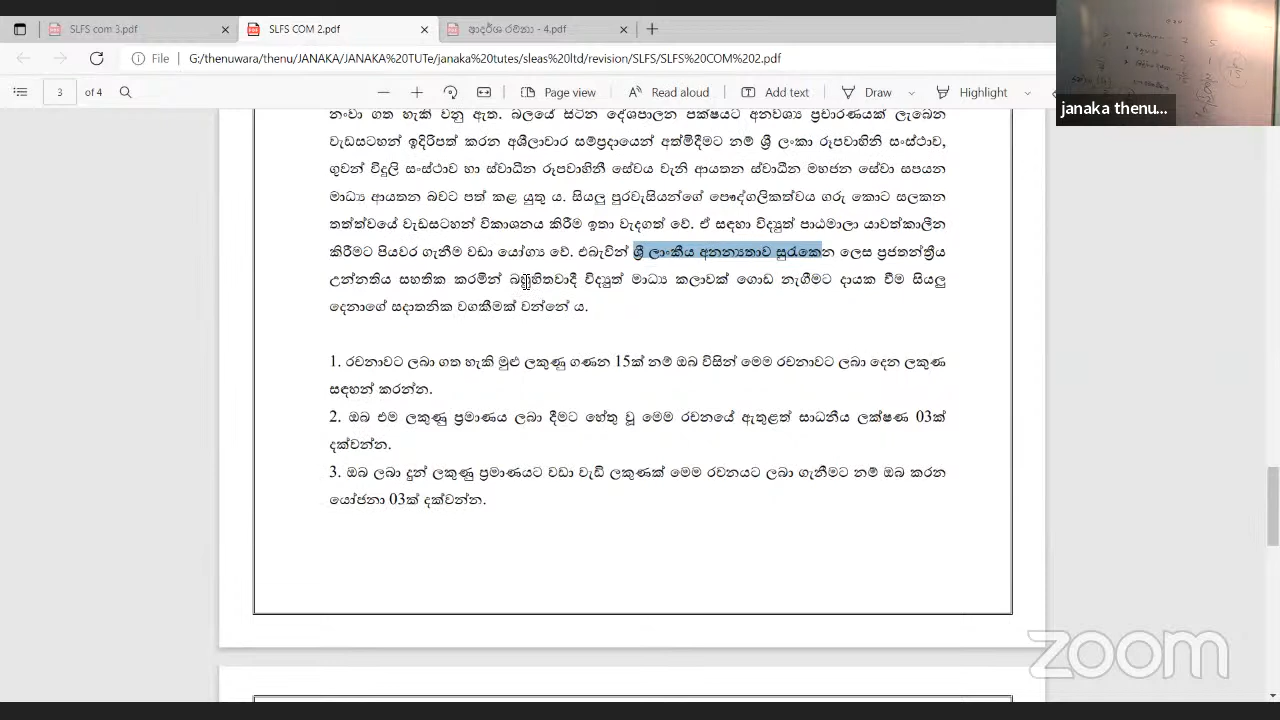 SLFS com 3.pdf
SLFS COM 2.pdf
ආදර්ශ රචනා - 4.pdf
File
G:/thenuwara/thenu/JANAKA/JANAKA%20TUTe/janaka%20tutes/sleas%20ltd/revision/SLFS/SLFS%20COM%202.pdf
3 of 4
Page view
Read aloud
Add text
Draw
Highlight
janaka thenu...
නංවා ගත හැකි වනු ඇත. බලයේ සිටින දේශපාලන පක්ෂයට අනවශ්‍ය ප්‍රචාරණයක් ලැබෙන
වැඩසටහන් ඉදිරිපත් කරන අශීලාචාර සම්ප්‍රදායෙන් අත්මිදීමට නම් ශ්‍රී ලංකා රූපවාහිනි සංස්ථාව,
ගුවන් විදුලි සංස්ථාව හා ස්වාධීන රූපවාහිනී සේවය වැනි ආයතන ස්වාධීන මහජන සේවා සපයන
මාධ්‍ය ආයතන බවට පත් කළ යුතු ය. සියලු පුරවැසියන්ගේ පෞද්ගලිකත්වය ගරු කොට සලකන
තත්ත්වයේ වැඩසටහන් විකාශනය කිරීම ඉතා වැදගත් වේ. ඒ සඳහා විද්‍යුත් පාඨමාලා යාවත්කාලීන
කිරීමට පියවර ගැනීම වඩා යෝග්‍ය වේ. එබැවින් ශ්‍රී ලාංකීය අනන්‍යතාව සුරැකෙන ලෙස ප්‍රජාතන්ත්‍රීය
උන්නතිය සහතික කරමින් බහුහිතවාදී විද්‍යුත් මාධ්‍ය කලාවක් ගොඩ නැගීමට දායක වීම සියලු
දෙනාගේ සදාතනික වගකීමක් වන්නේ ය.
1. රචනාවට ලබා ගත හැකි මුළු ලකුණු ගණන 15ක් නම් ඔබ විසින් මෙම රචනාවට ලබා දෙන ලකුණ
සඳහන් කරන්න.
2. ඔබ එම ලකුණු ප්‍රමාණය ලබා දීමට හේතු වූ මෙම රචනයේ ඇතුළත් සාධනීය ලක්ෂණ 03ක්
දක්වන්න.
3. ඔබ ලබා දුන් ලකුණු ප්‍රමාණයට වඩා වැඩි ලකුණක් මෙම රචනයට ලබා ගැනීමට නම් ඔබ කරන
යෝජනා 03ක් දක්වන්න.
zoom